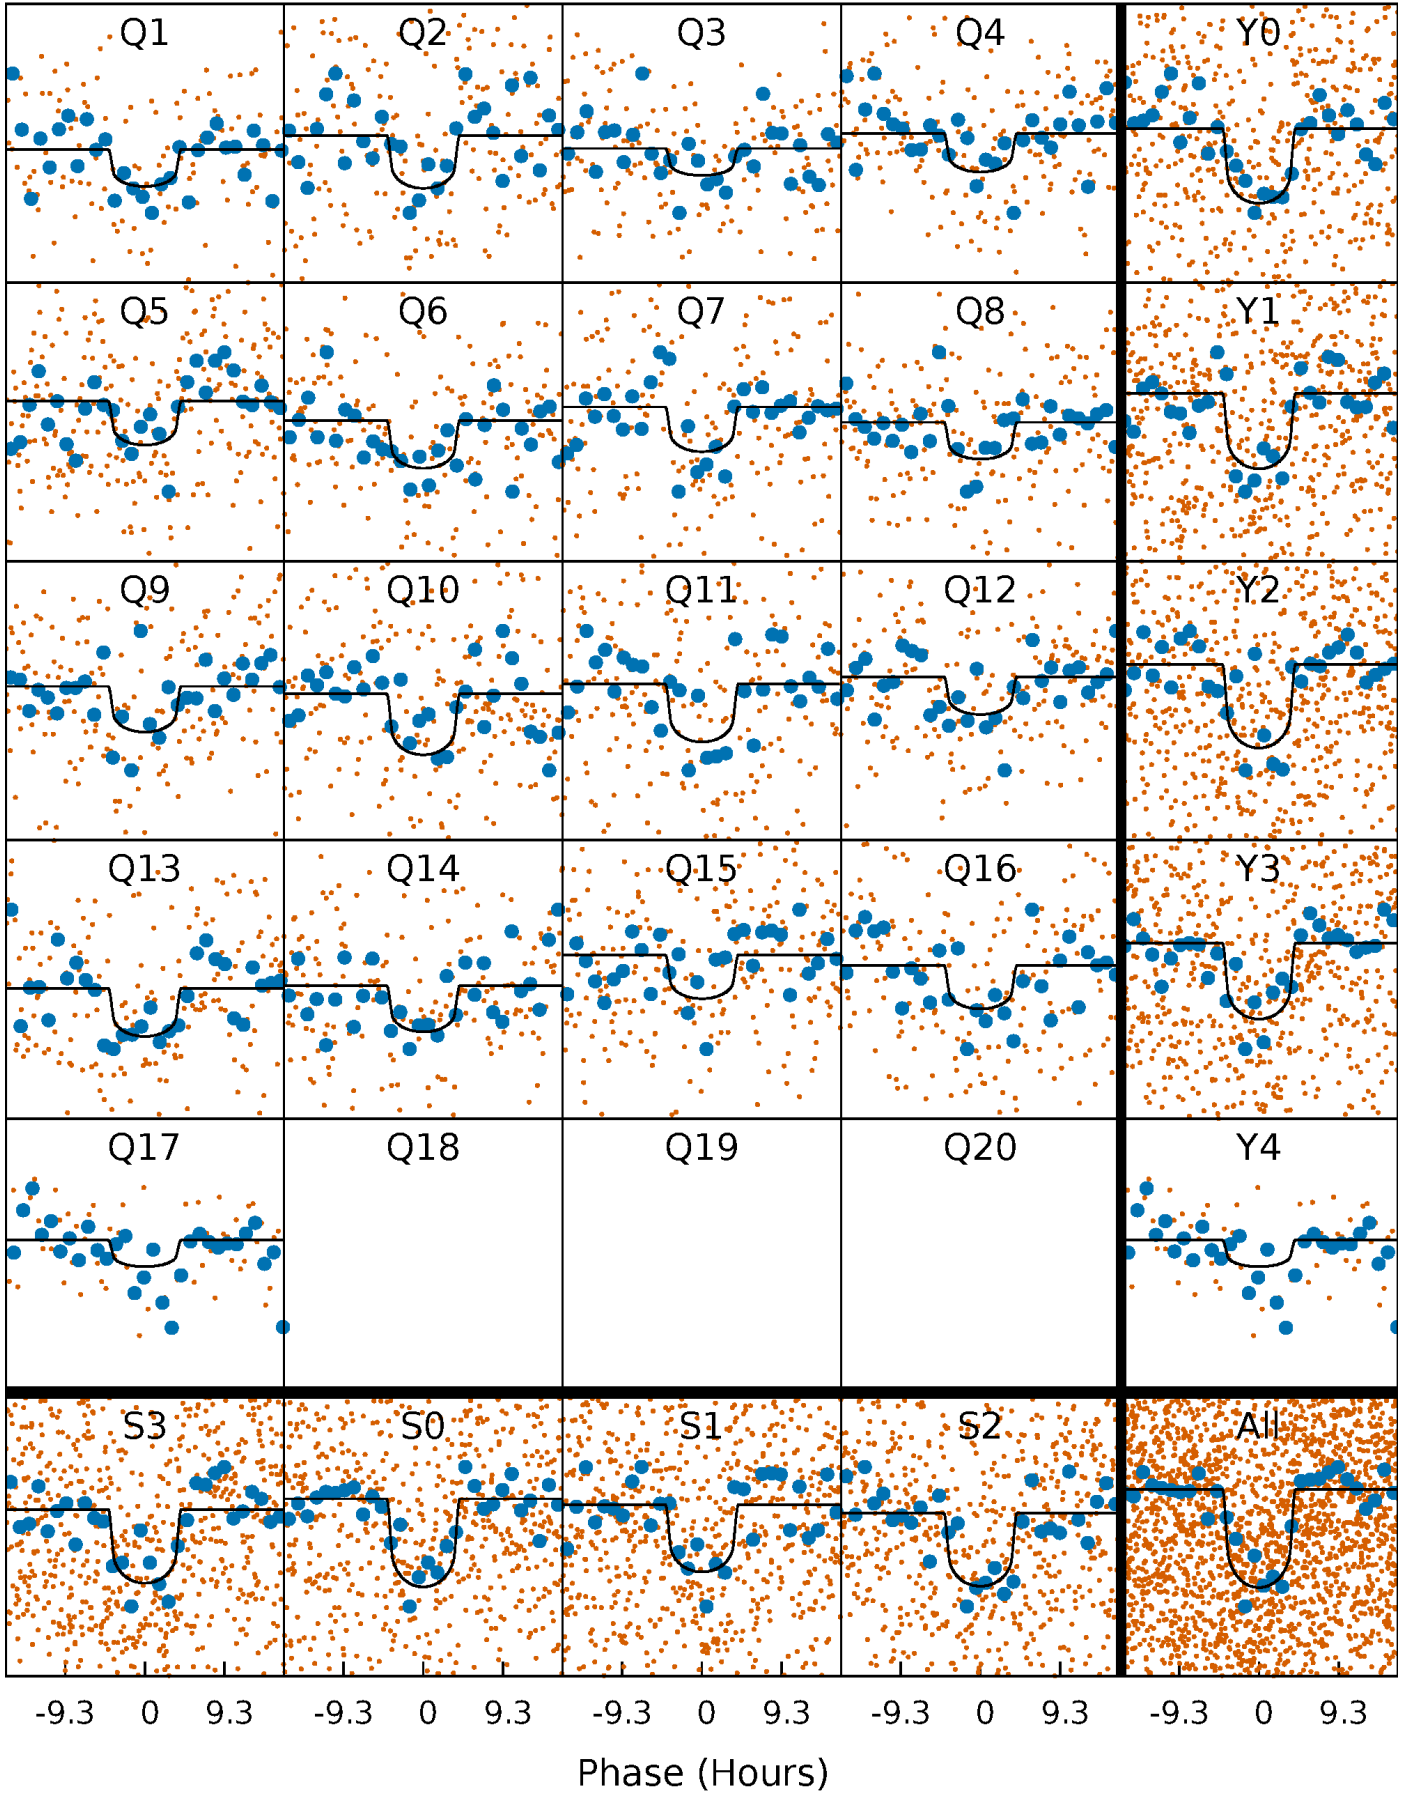 Q1 Q2 Q3 Q4 Y0
Q5 Q6 Q7 Q8 Y1
Q9 Q10 Q11 Q12 Y2
Q13 Q14 Q15 Q16 Y3
Q17 Q18 Q19 Q20 Y4
S3 S0 S1 S2 All
-9.3 0 9.3 -9.3 0 9.3 -9.3 0 9.3 -9.3 0 9.3 -9.3 0 9.3
Phase (Hours)